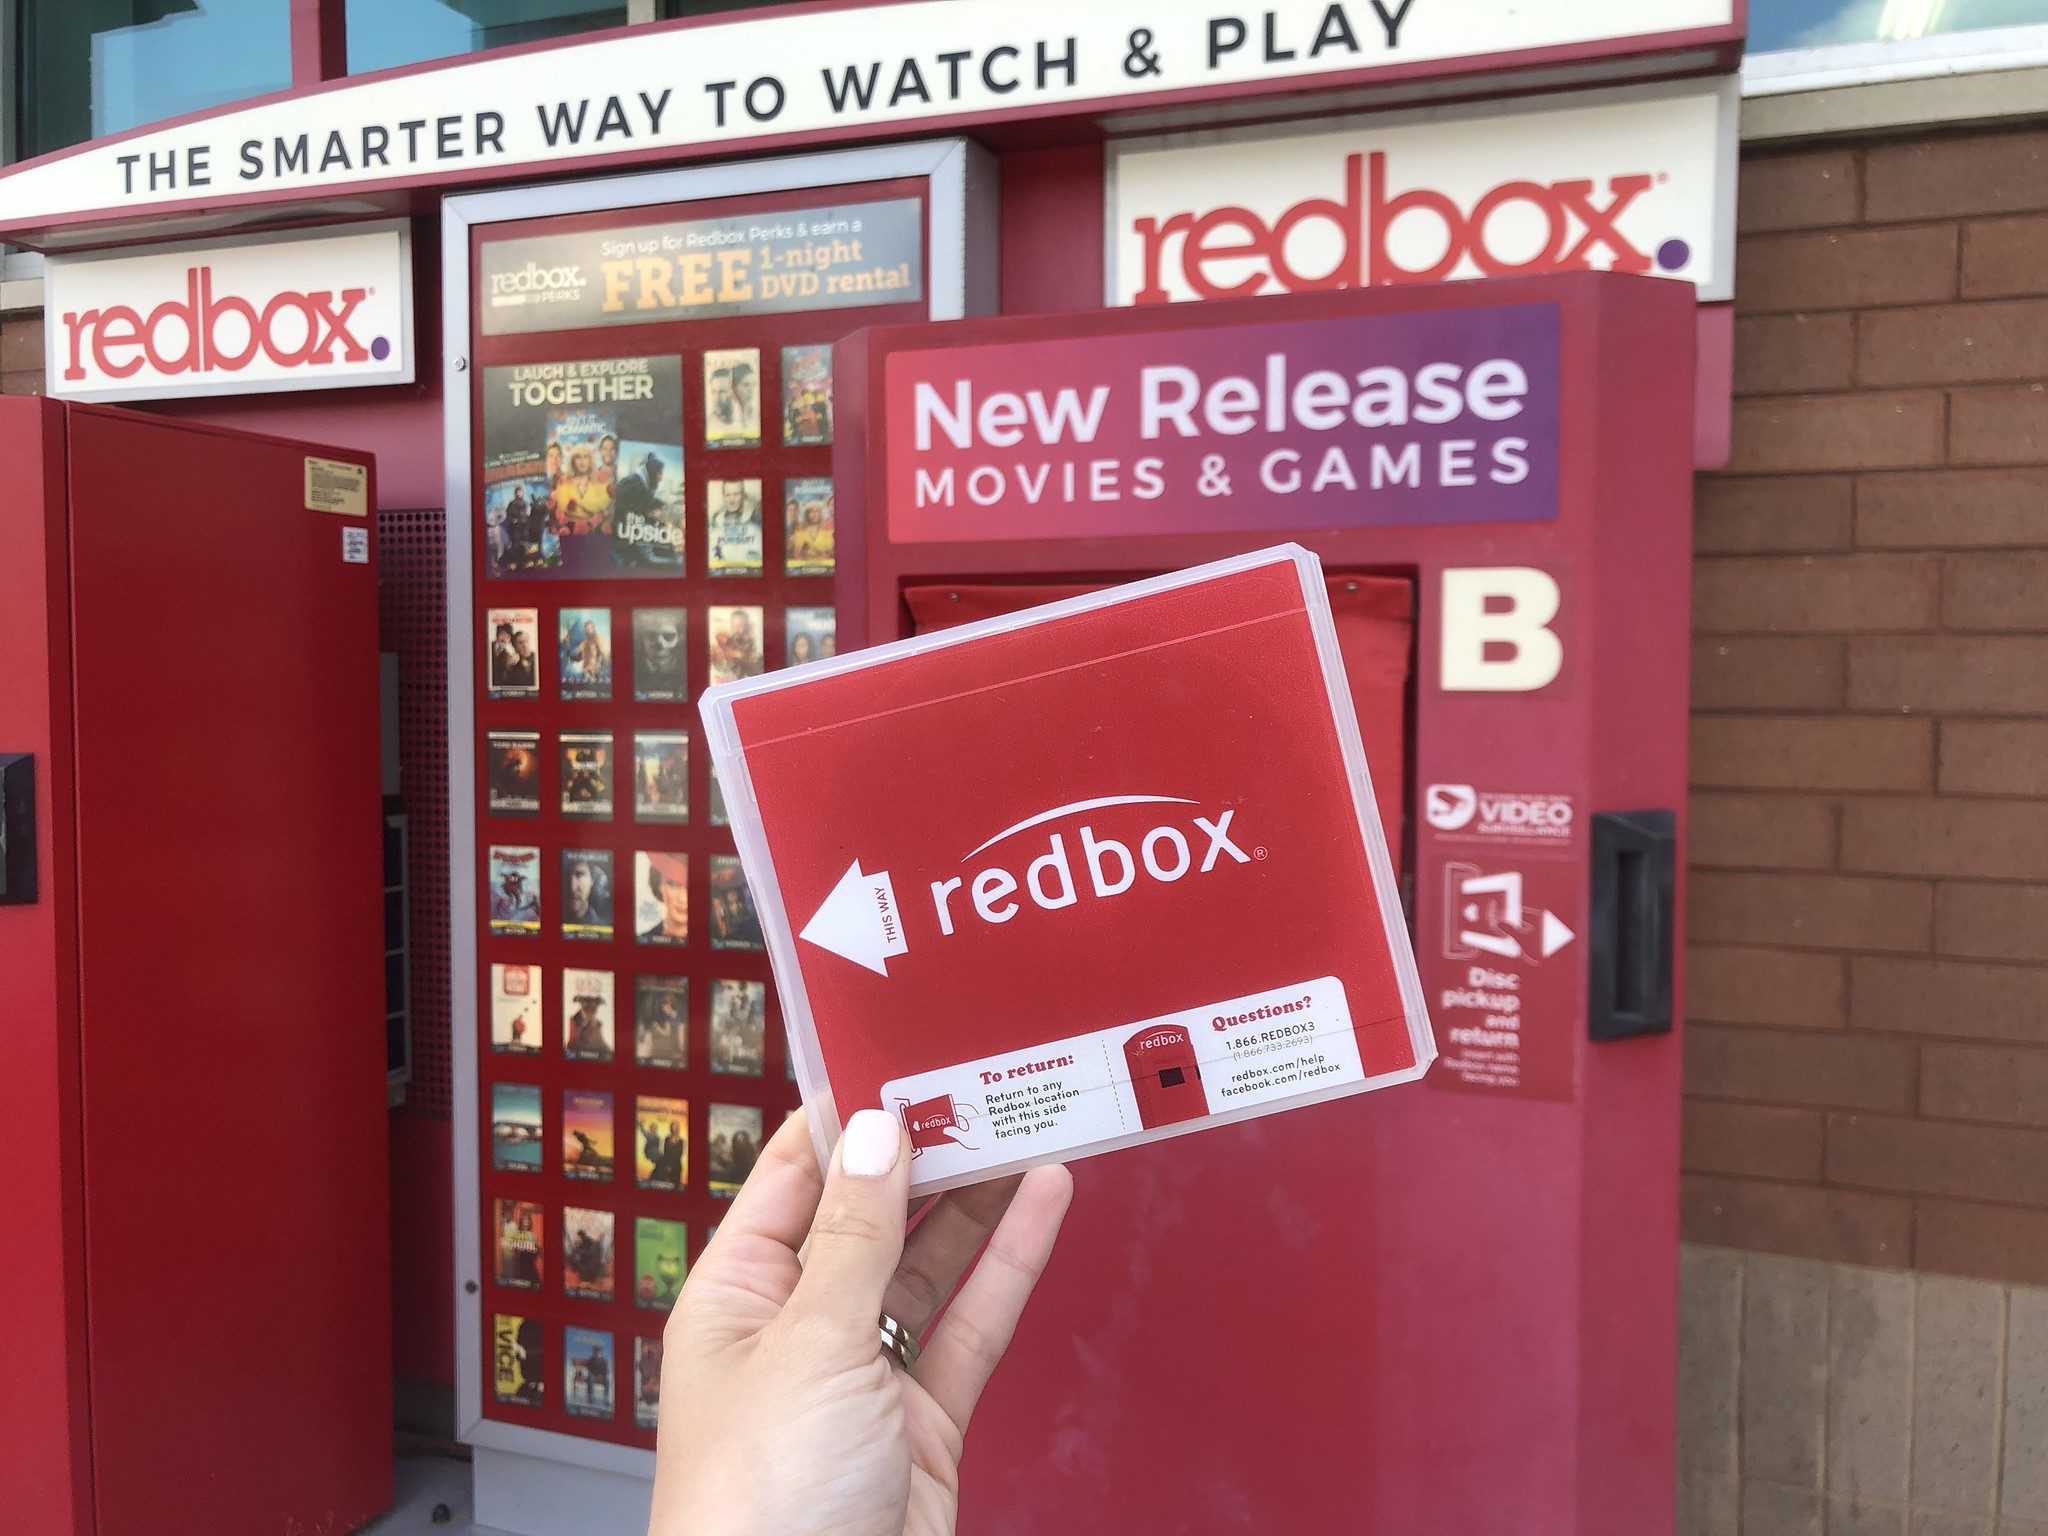 THE SMARTER WAY TO WATCH & PLAY
redbox.
redbox.
redbox.
PERKS
Sign up for Redbox Perks & earn a
FREE 1-night
DVD rental
LAUGH & EXPLORE
TOGETHER
the
upside
New Release
MOVIES & GAMES
B
VIDEO
SURVEILLANCE
Disc
pickup
and
return
THIS WAY
redbox®
To return:
Return to any
Redbox location
with this side
facing you.
redbox
redbox
Questions?
1.866.REDBOX3
(1.866.733.2693)
redbox.com/help
facebook.com/redbox
VICE